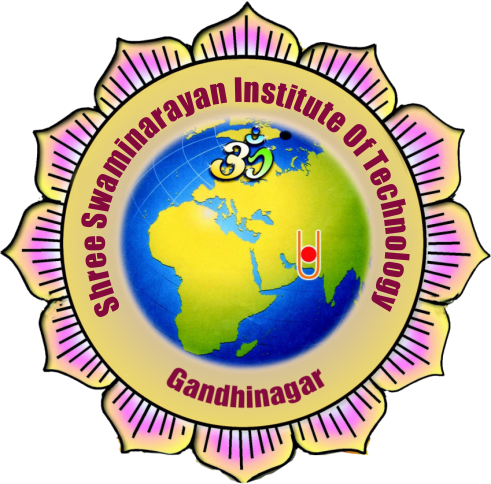 Shree Swaminarayan Institute Of Technology
ૐ
Gandhinagar